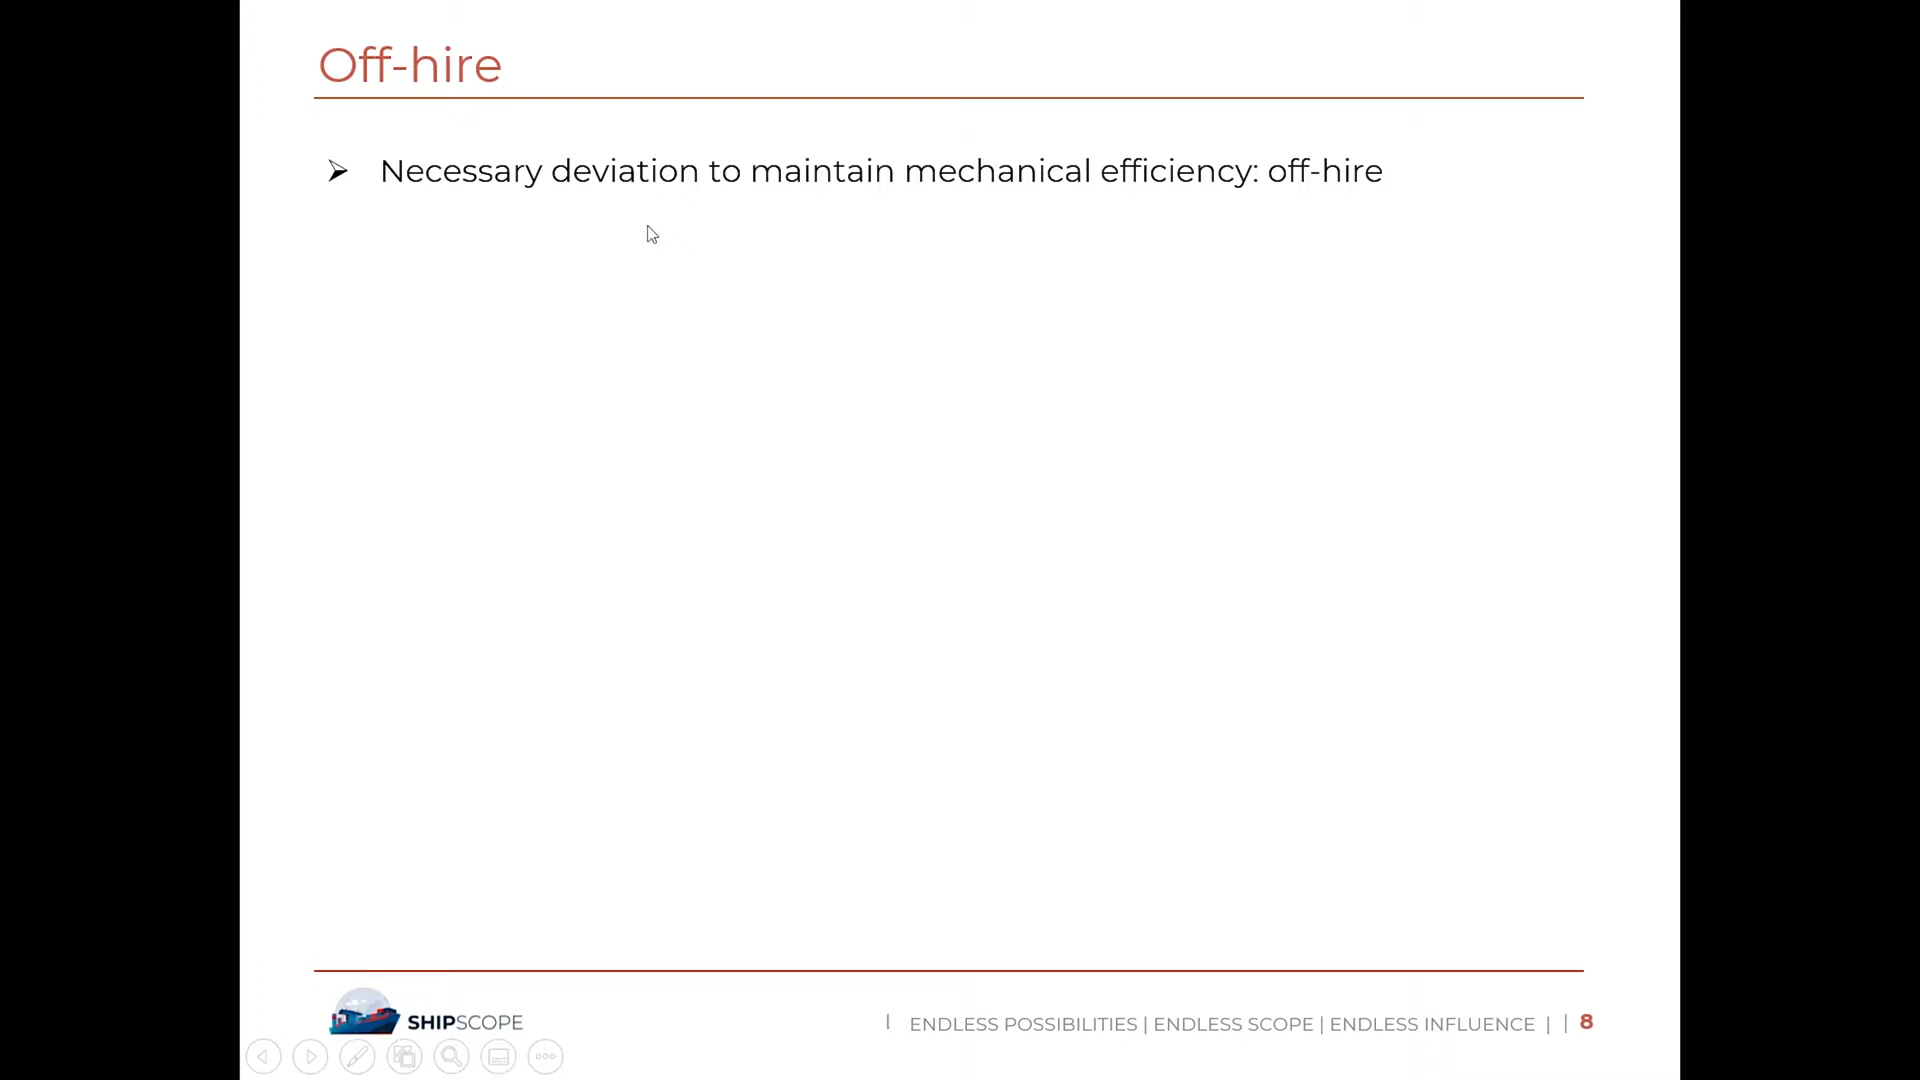 Off-hire
Necessary deviation to maintain mechanical efficiency: off-hire
SHIPSCOPE
| ENDLESS POSSIBILITIES | ENDLESS SCOPE | ENDLESS INFLUENCE | | 8